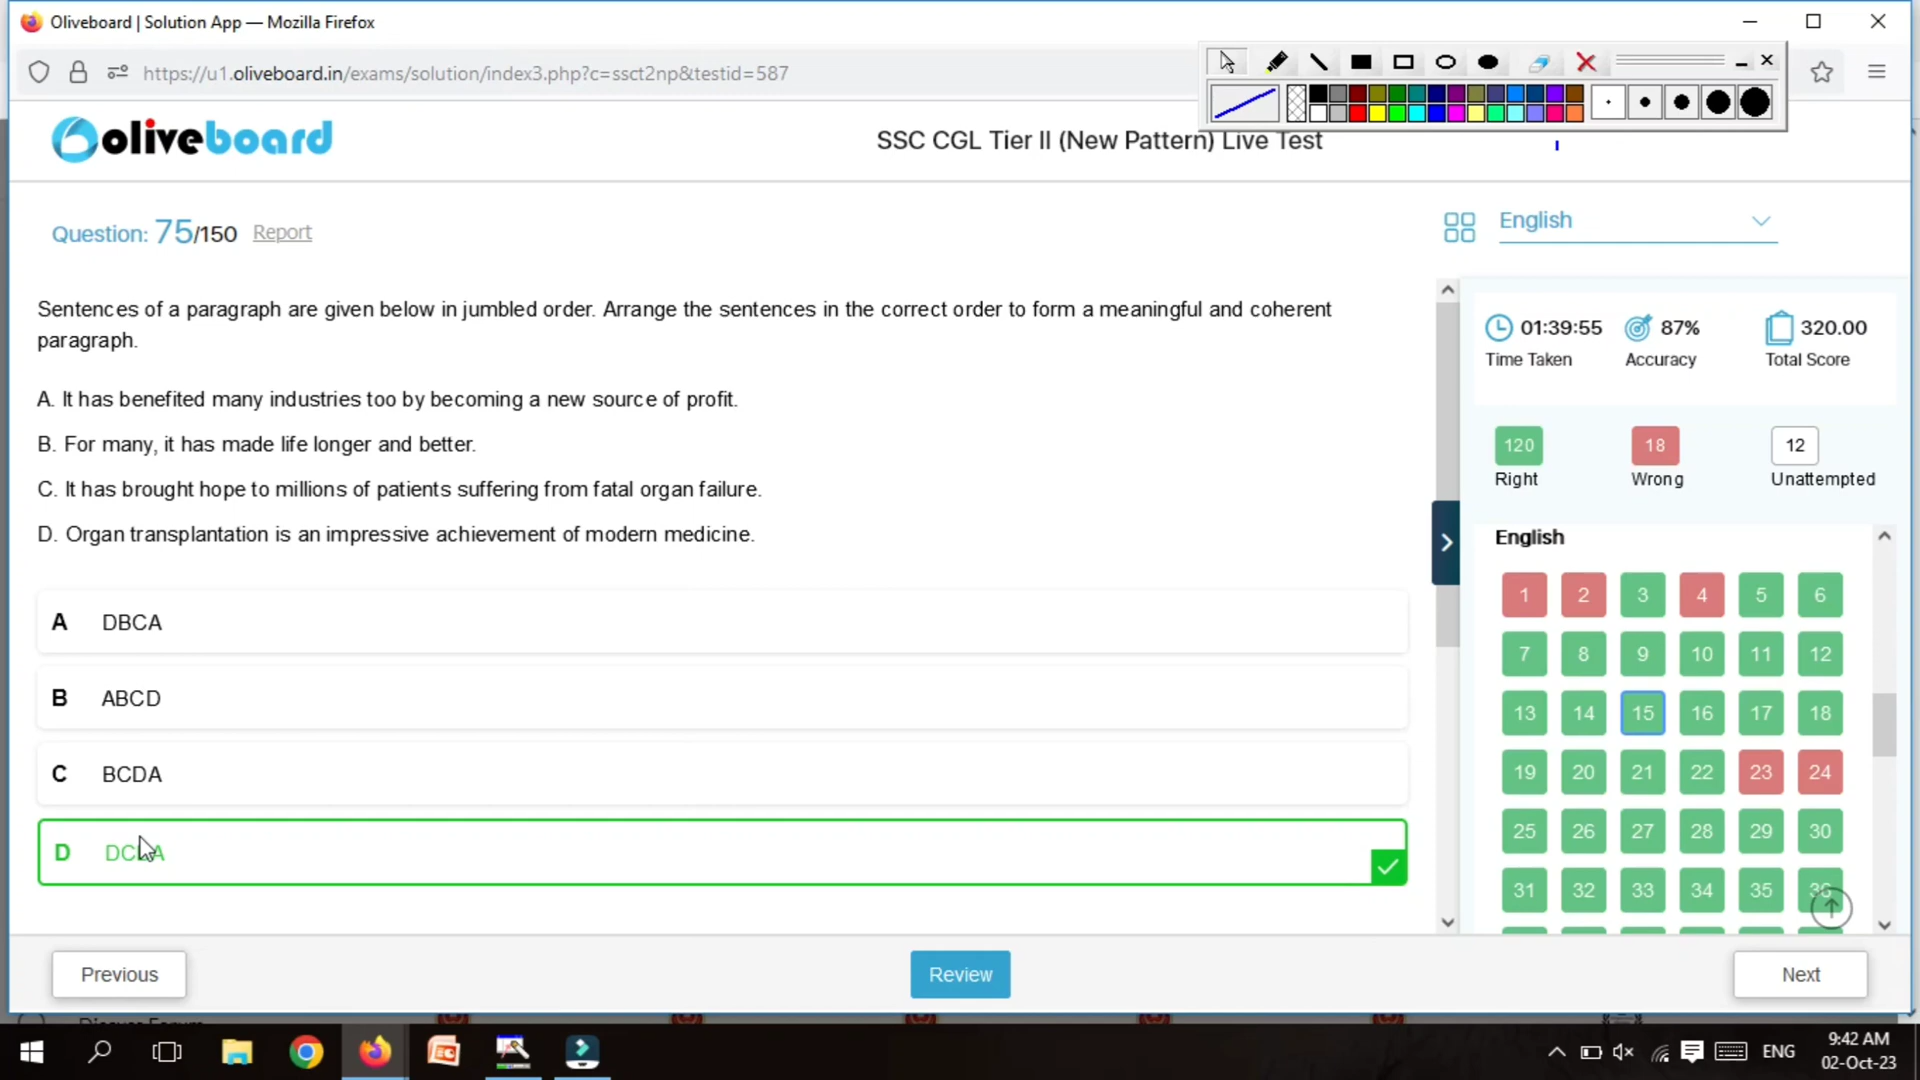 Oliveboard | Solution App — Mozilla Firefox
https://u1.oliveboard.in/exams/solution/index3.php?c=ssct2np&testid=587
oliveboard
SSC CGL Tier II (New Pattern) Live Test
Question: 75/150 Report
English
Sentences of a paragraph are given below in jumbled order. Arrange the sentences in the correct order to form a meaningful and coherent
paragraph.
A. It has benefited many industries too by becoming a new source of profit.
B. For many, it has made life longer and better.
C. It has brought hope to millions of patients suffering from fatal organ failure.
D. Organ transplantation is an impressive achievement of modern medicine.
A DBCA
B ABCD
C BCDA
D
01:39:55 87% 320.00
Time Taken Accuracy Total Score
120 18 12
Right Wrong Unattempted
English
1 2 3 4 5 6
7 8 9 10 11 12
13 14 15 16 17 18
19 20 21 22 23 24
25 26 27 28 29 30
31 32 33 34 35 36
Previous Review Next
ENG
9:42 AM
02-Oct-23